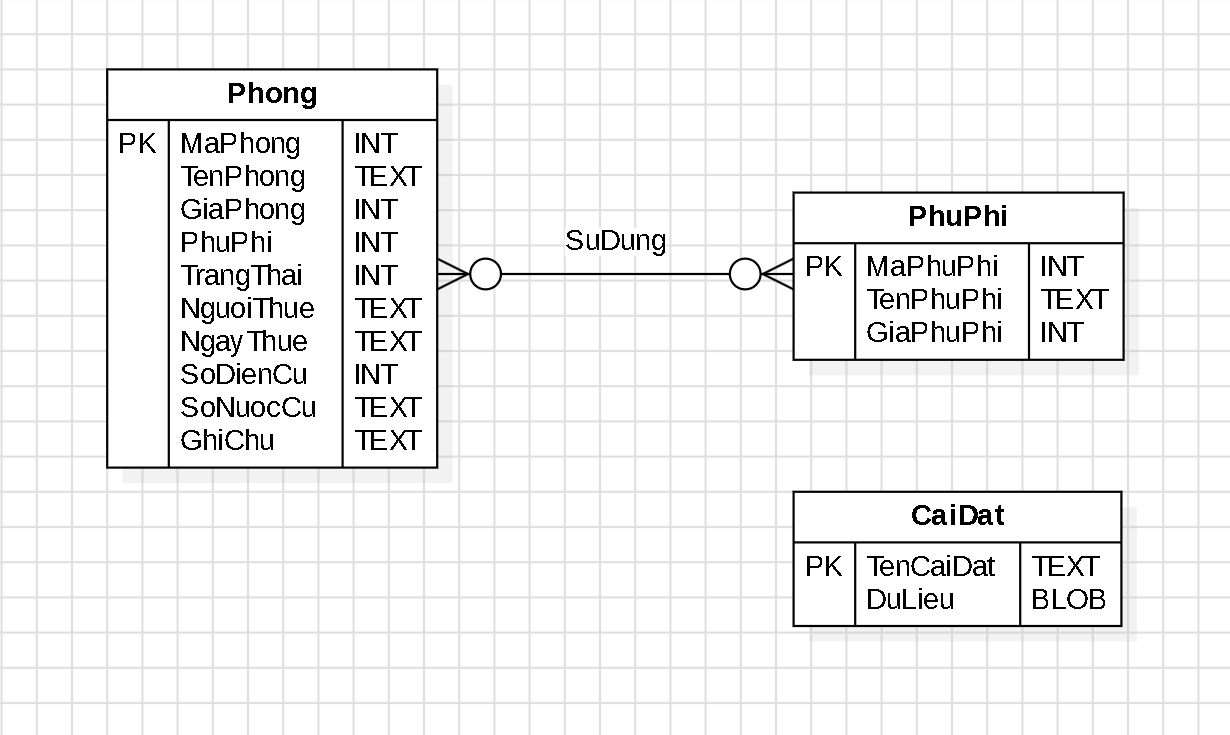 Phong
PK MaPhong INT
TenPhong TEXT
GiaPhong INT
PhuPhi INT
TrangThai INT
NguoiThue TEXT
NgayThue TEXT
SoDienCu INT
SoNuocCu TEXT
GhiChu TEXT
SuDung
PhuPhi
PK MaPhuPhi INT
TenPhuPhi TEXT
GiaPhuPhi INT
CaiDat
PK TenCaiDat TEXT
DuLieu BLOB